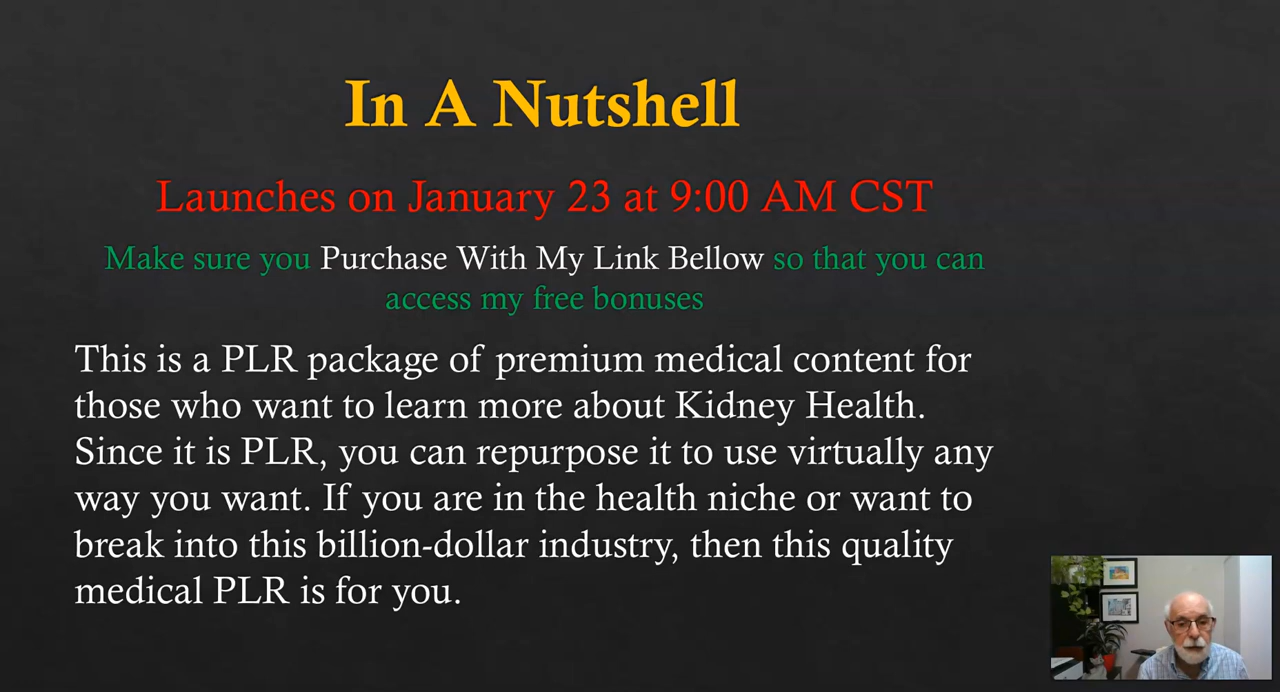 In A Nutshell
Launches on January 23 at 9:00 AM CST
Make sure you Purchase With My Link Bellow so that you can
access my free bonuses
This is a PLR package of premium medical content for
those who want to learn more about Kidney Health.
Since it is PLR, you can repurpose it to use virtually any
way you want. If you are in the health niche or want to
break into this billion-dollar industry, then this quality
medical PLR is for you.